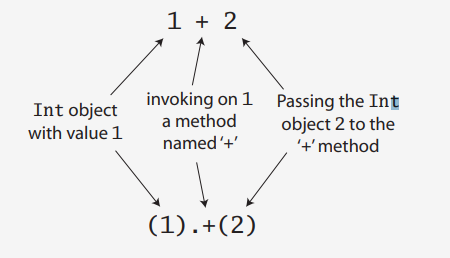 1 + 2
Int object
with value 1
invoking on 1
a method
named ‘+’
Passing the Int
object 2 to the
‘+’ method
(1).+(2)